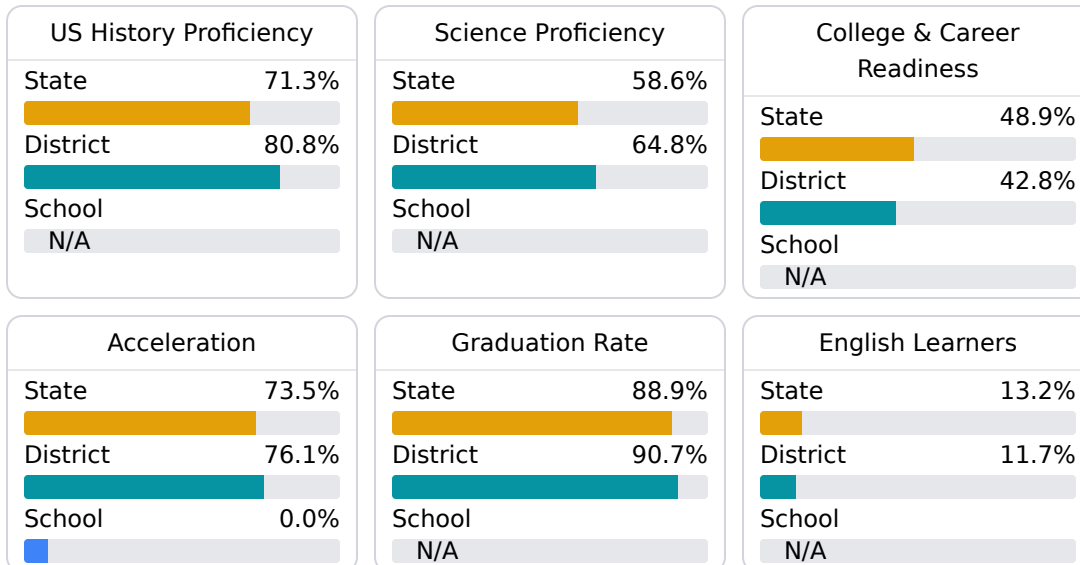 US History Proficiency
State 71.3%
District 80.8%
School
N/A
Science Proficiency
State 58.6%
District 64.8%
School
N/A
College & Career
Readiness
State 48.9%
District 42.8%
School
N/A
Acceleration
State 73.5%
District 76.1%
School 0.0%
Graduation Rate
State 88.9%
District 90.7%
School
N/A
English Learners
State 13.2%
District 11.7%
School
N/A